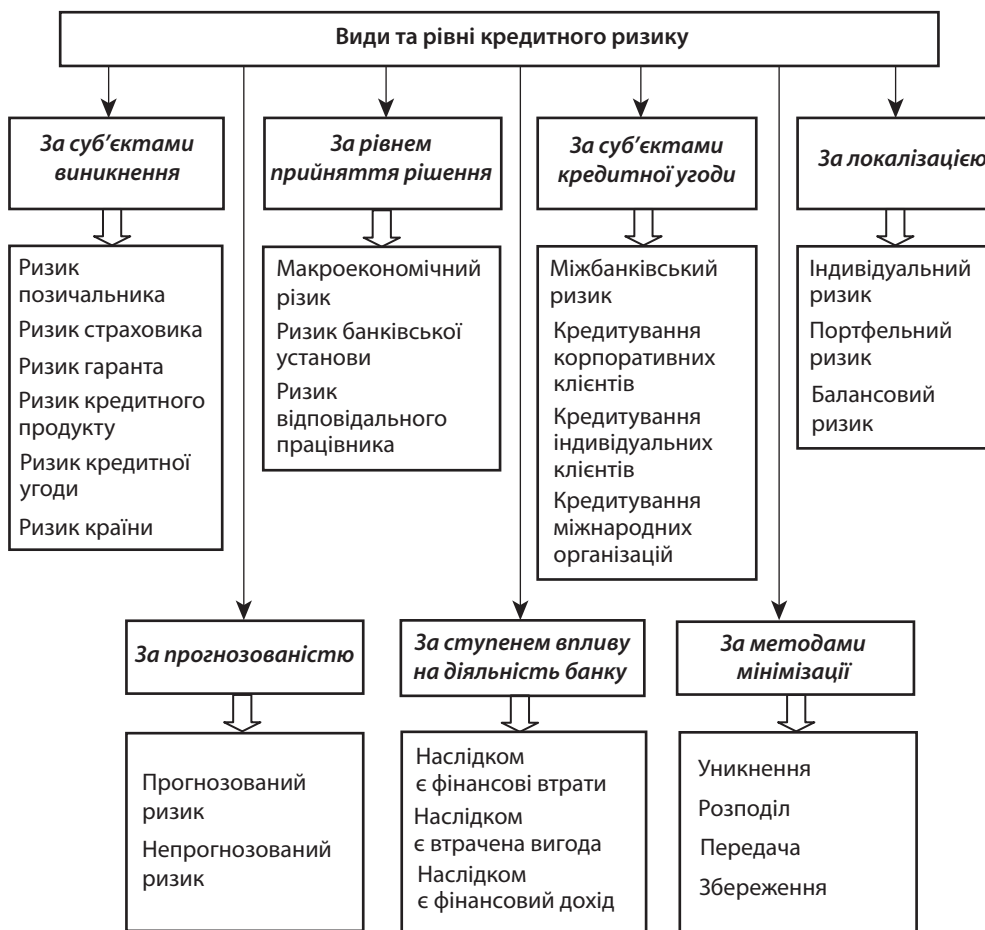 Види та рівні кредитного ризику
За суб’єктами
виникнення
За рівнем
прийняття рішення
За суб’єктами
кредитної угоди
За локалізацією
Ризик
позичальника
Ризик страховика
Ризик гаранта
Ризик кредитного
продукту
Ризик кредитної
угоди
Ризик країни
Макроекономічний
різик
Ризик банківської
установи
Ризик
відповідального
працівника
Міжбанківський
ризик
Кредитування
корпоративних
клієнтів
Кредитування
індивідуальних
клієнтів
Кредитування
міжнародних
організацій
Індивідуальний
ризик
Портфельний
ризик
Балансовий
ризик
За прогнозованістю
За ступенем впливу
на діяльність банку
За методами
мінімізації
Прогнозований
ризик
Непрогнозований
ризик
Наслідком
є фінансові втрати
Наслідком
є втрачена вигода
Наслідком
є фінансовий дохід
Уникнення
Розподіл
Передача
Збереження